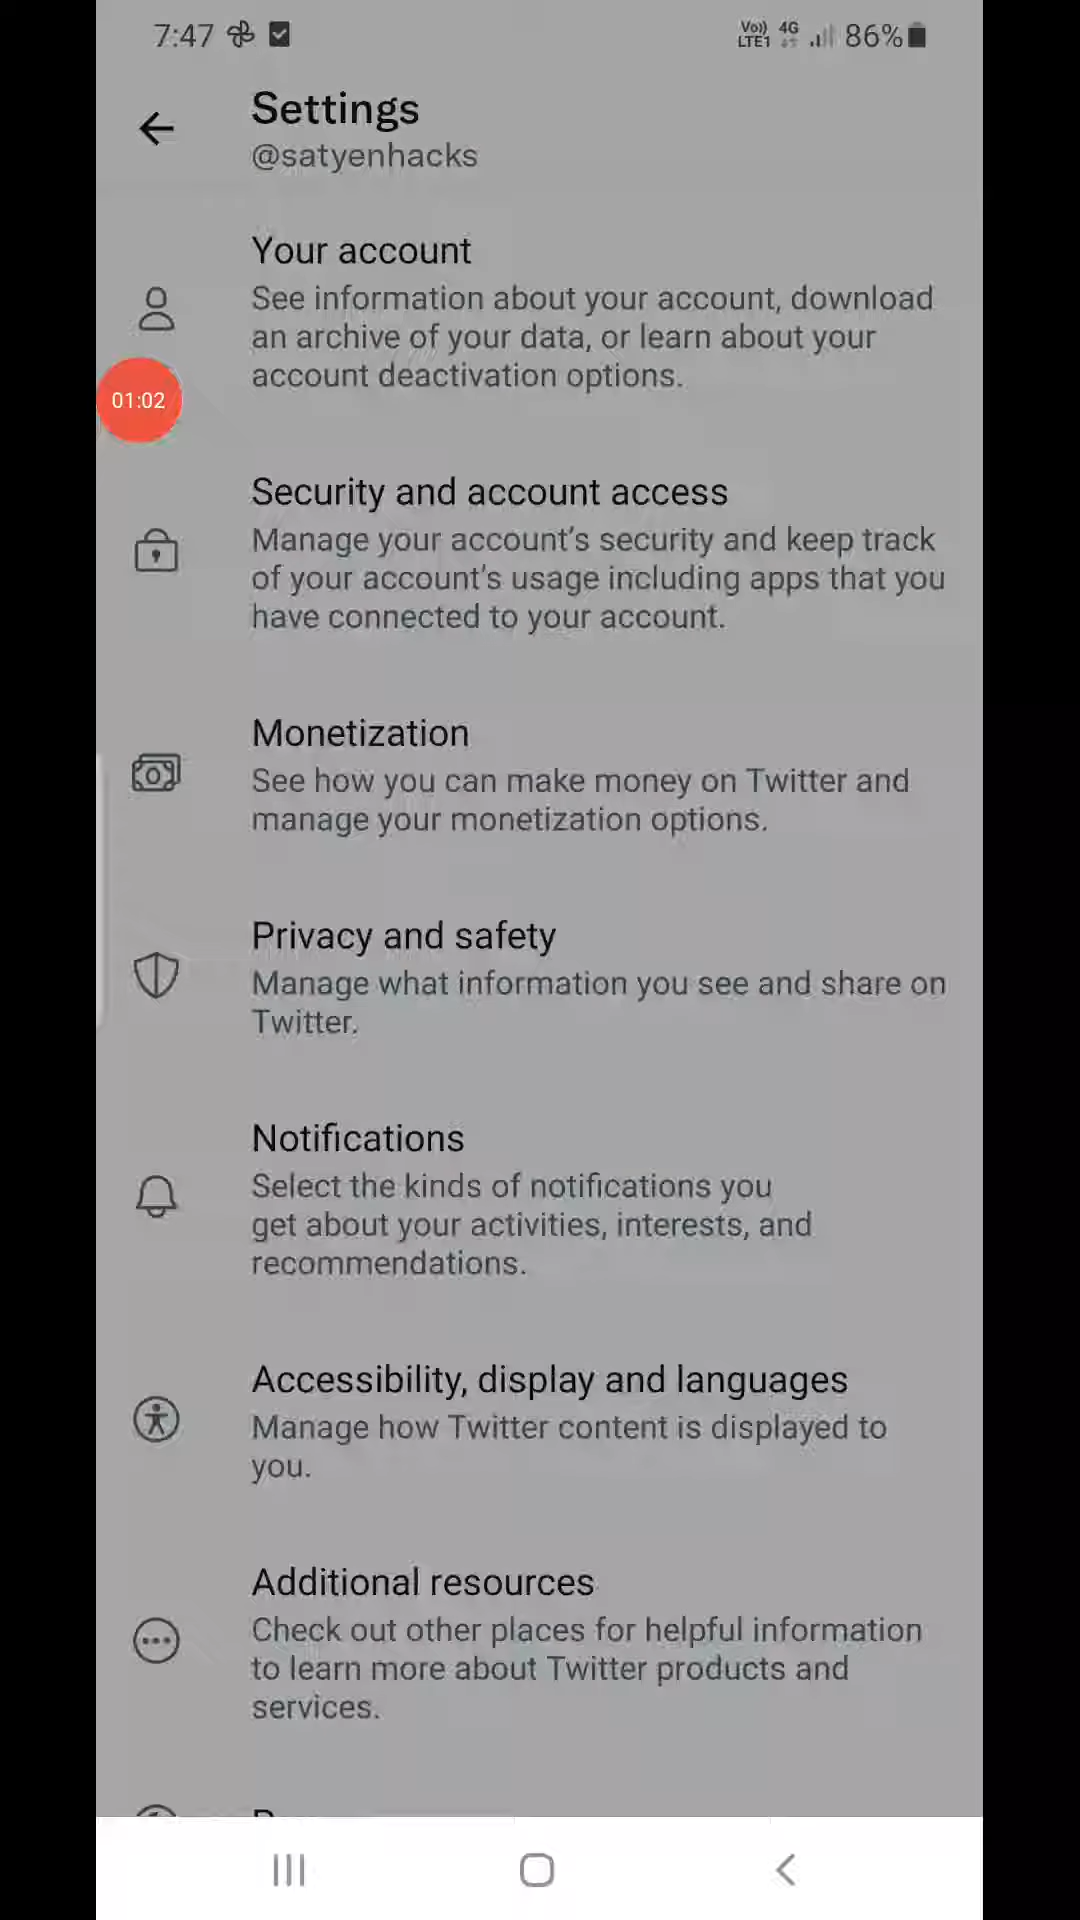 7:47
Vo)) 4G
LTE1
86%
Settings
@satyenhacks
Your account
See information about your account, download
an archive of your data, or learn about your
account deactivation options.
01:02
Security and account access
Manage your account's security and keep track
of your account's usage including apps that you
have connected to your account.
Monetization
See how you can make money on Twitter and
manage your monetization options.
Privacy and safety
Manage what information you see and share on
Twitter.
Notifications
Select the kinds of notifications you
get about your activities, interests, and
recommendations.
Accessibility, display and languages
Manage how Twitter content is displayed to
you.
Additional resources
Check out other places for helpful information
to learn more about Twitter products and
services.